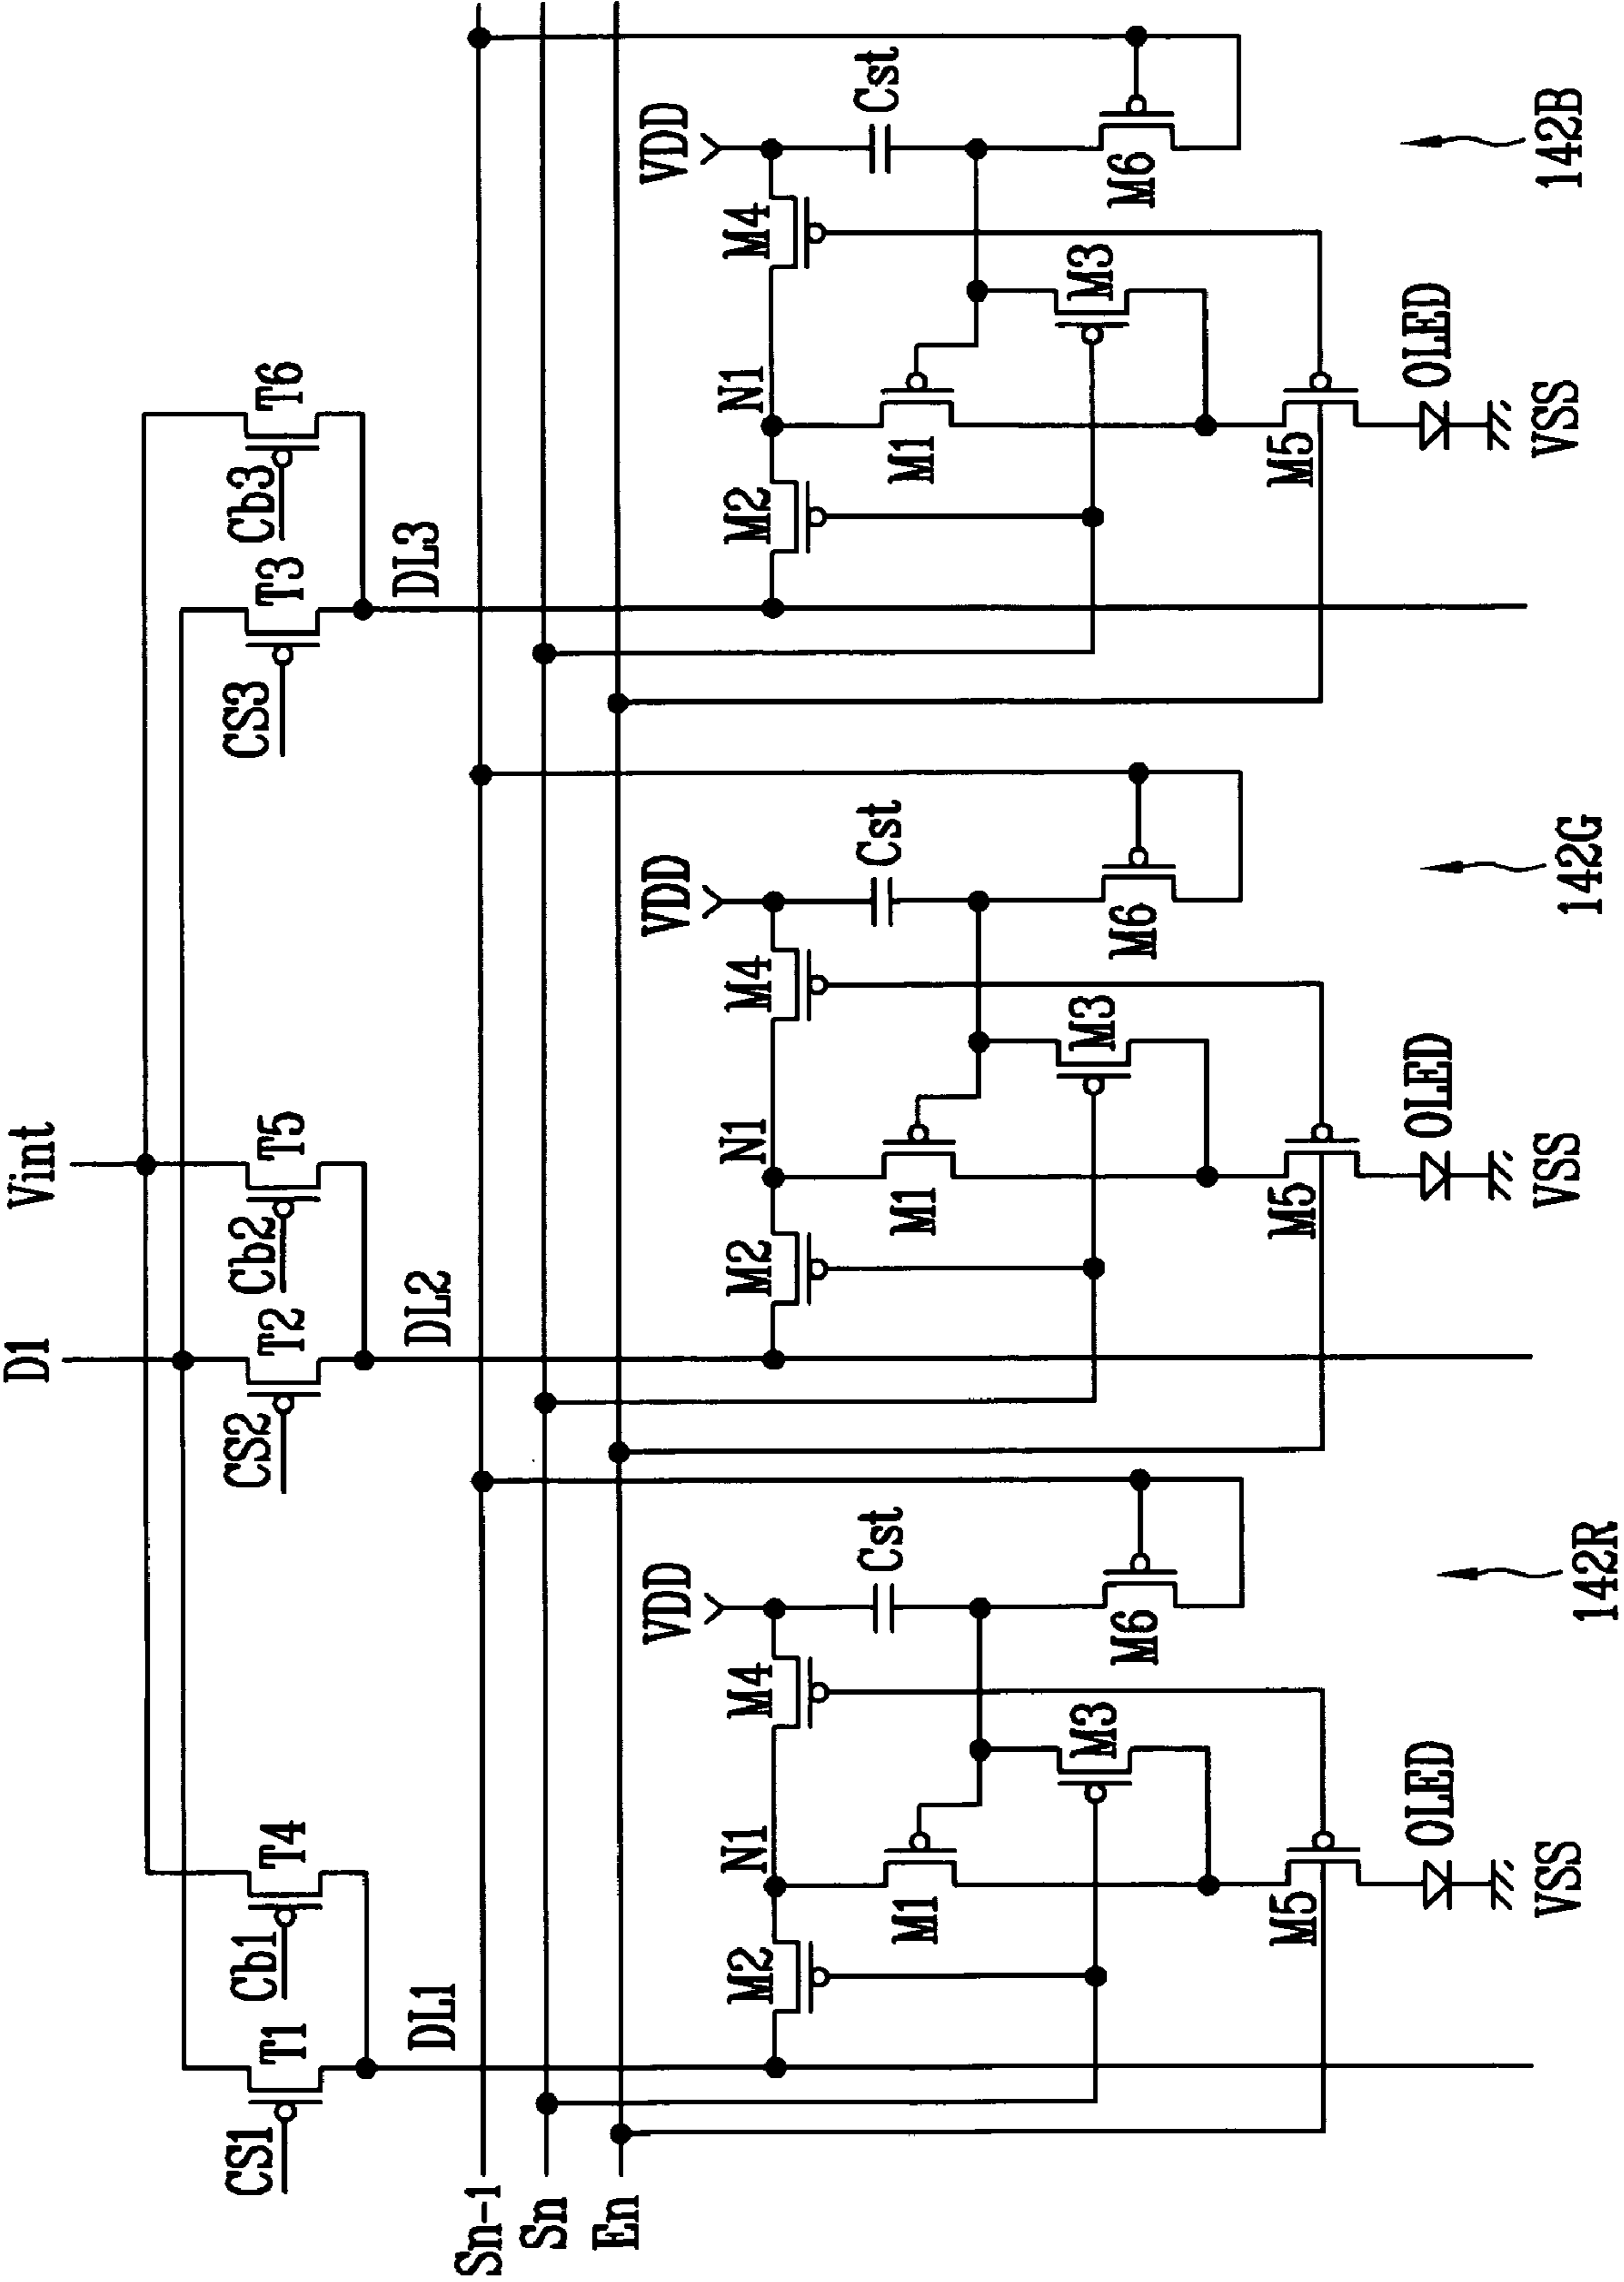 D1
Vint
CS1
T1
Cb1
T4
CS2
T2
Cb2
T5
CS3
T3
Cb3
T6
DL1
DL2
DL3
Sn-1
Sn
En
M2
N1
M4
VDD
Cst
M1
M3
M6
M5
OLED
VSS
142R
M2
N1
M4
VDD
Cst
M1
M3
M6
M5
OLED
VSS
142G
M2
N1
M4
VDD
Cst
M1
M3
M6
M5
OLED
VSS
142B